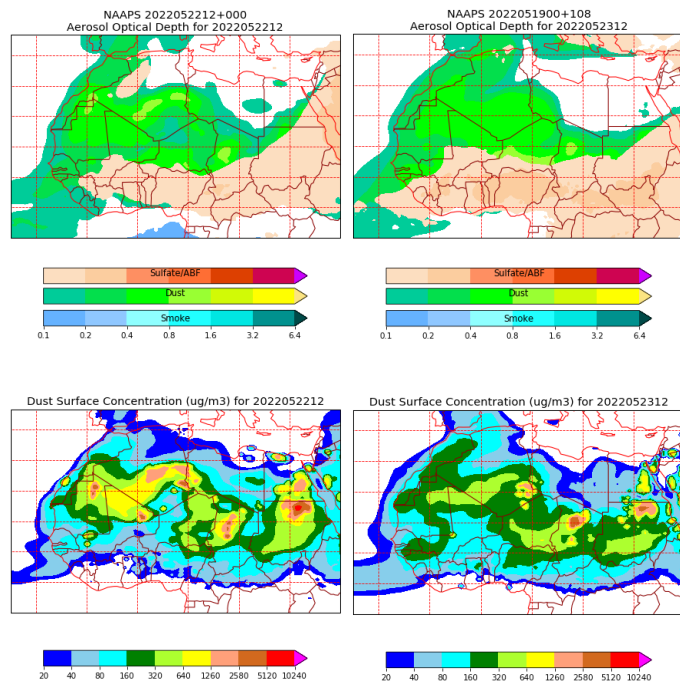 NAAPS 2022052212+000
Aerosol Optical Depth for 2022052212
NAAPS 2022051900+108
Aerosol Optical Depth for 2022052312
Sulfate/ABF
Dust
Smoke
0.1 0.2 0.4 0.8 1.6 3.2 6.4
Sulfate/ABF
Dust
Smoke
0.1 0.2 0.4 0.8 1.6 3.2 6.4
Dust Surface Concentration (ug/m3) for 2022052212
Dust Surface Concentration (ug/m3) for 2022052312
20 40 80 160 320 640 1260 2580 5120 10240
20 40 80 160 320 640 1260 2580 5120 10240